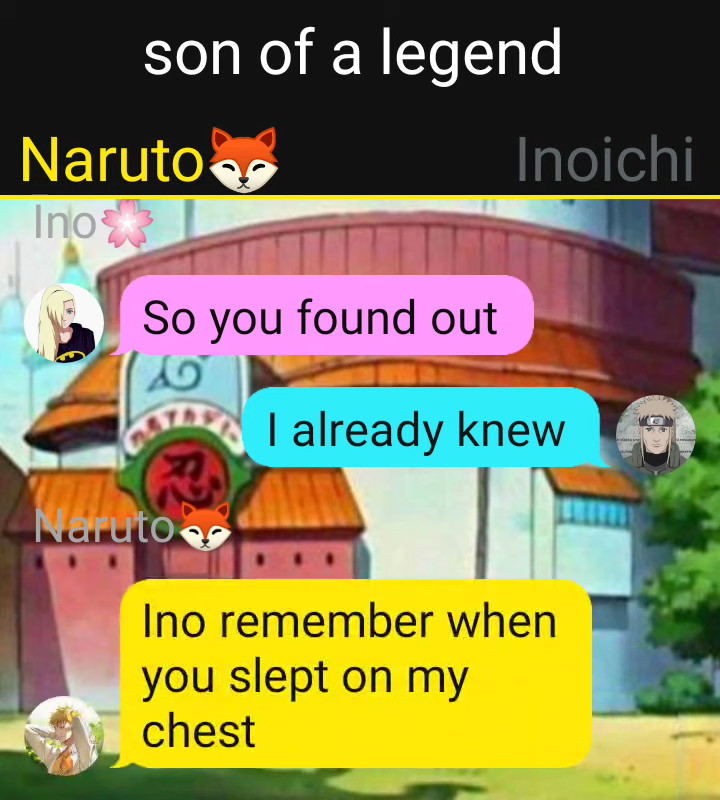 son of a legend
Naruto🦊 Inoichi
Ino🌸
So you found out
I already knew
忍
Naruto🦊
Ino remember when
you slept on my
chest